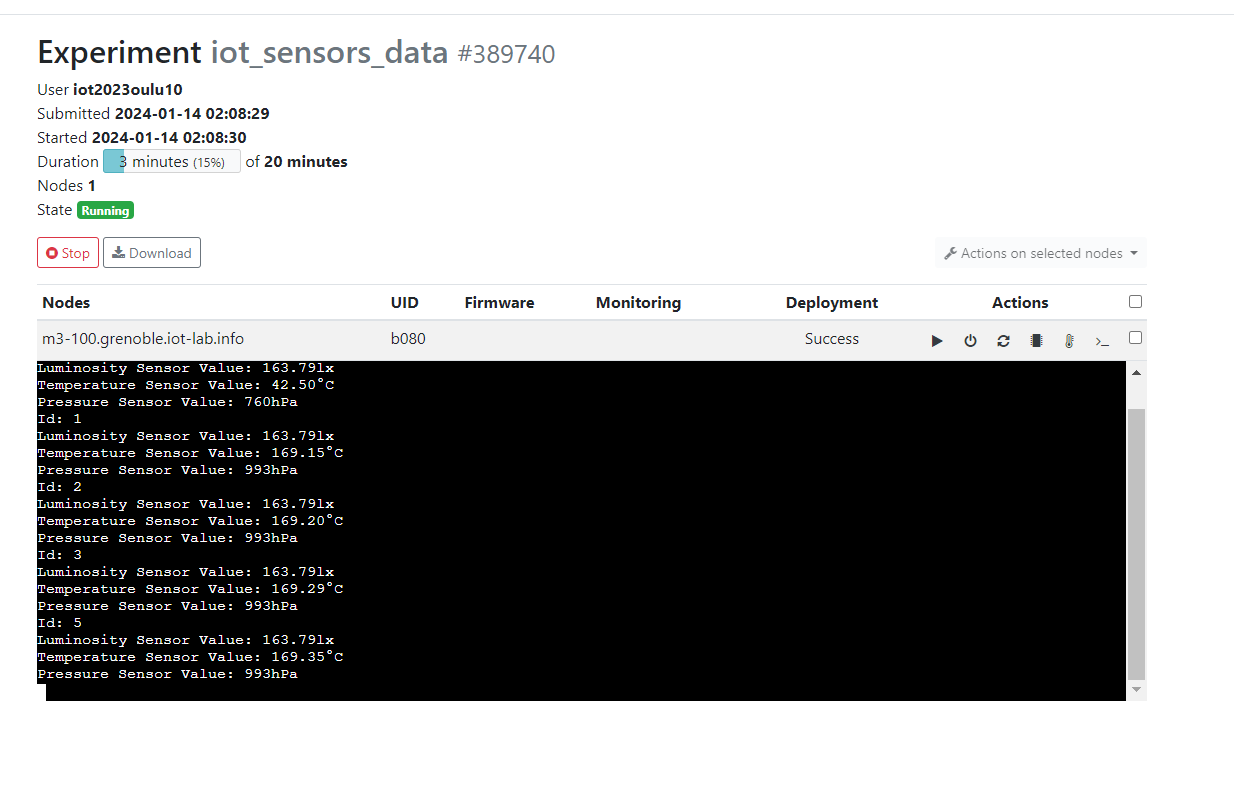 Experiment iot_sensors_data #389740
User iot2023oulu10
Submitted 2024-01-14 02:08:29
Started 2024-01-14 02:08:30
Duration 3 minutes (15%) of 20 minutes
Nodes 1
State Running
Stop Download Actions on selected nodes
Nodes UID Firmware Monitoring Deployment Actions
m3-100.grenoble.iot-lab.info b080 Success
Luminosity Sensor Value: 163.79lx
Temperature Sensor Value: 42.50°C
Pressure Sensor Value: 760hPa
Id: 1
Luminosity Sensor Value: 163.79lx
Temperature Sensor Value: 169.15°C
Pressure Sensor Value: 993hPa
Id: 2
Luminosity Sensor Value: 163.79lx
Temperature Sensor Value: 169.20°C
Pressure Sensor Value: 993hPa
Id: 3
Luminosity Sensor Value: 163.79lx
Temperature Sensor Value: 169.29°C
Pressure Sensor Value: 993hPa
Id: 5
Luminosity Sensor Value: 163.79lx
Temperature Sensor Value: 169.35°C
Pressure Sensor Value: 993hPa